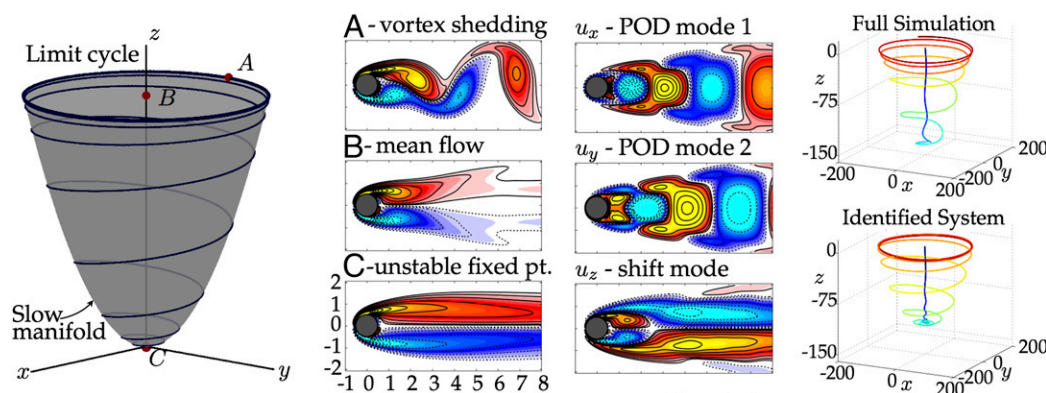 Limit cycle
z
A
B
Slow
manifold
x
C
y
A - vortex shedding
B - mean flow
C-unstable fixed pt.
2
1
0
-1
-2
-1 0 1 2 3 4 5 6 7 8
u_x - POD mode 1
u_y - POD mode 2
u_z - shift mode
Full Simulation
0
z
-75
-150
-200
x
200
-200
0
y
200
Identified System
0
z
-75
-150
-200
0
x
200
-200
0
y
200